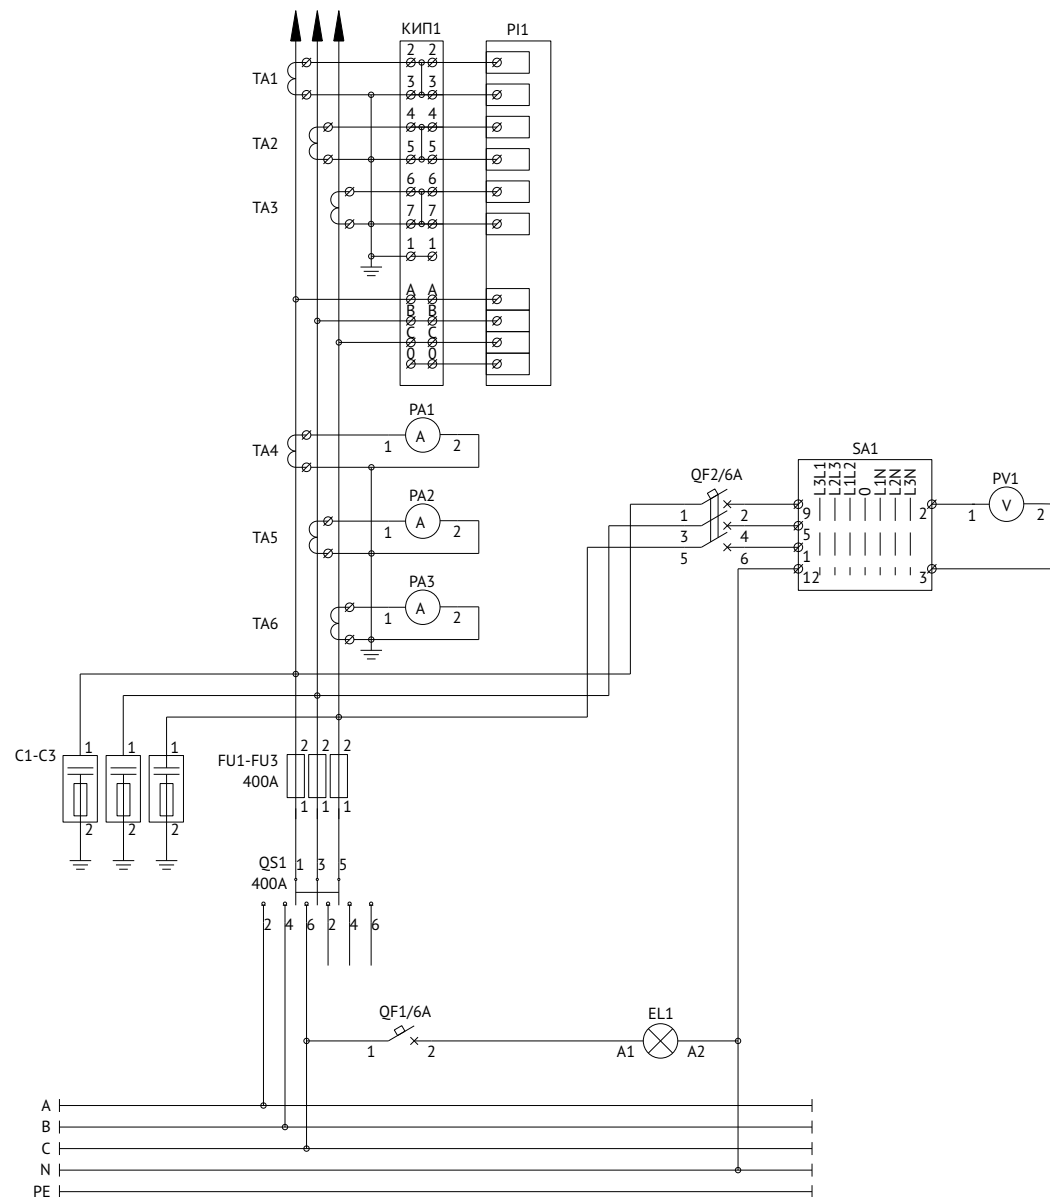 КИП1 PI1
2 2
TA1
3 3
4 4
TA2
5 5
6 6
TA3
7 7
1 1
A A
B B
C C
0 0
PA1
TA4 1 A 2
PA2
TA5 1 A 2
PA3
TA6 1 A 2
SA1
QF2/6A
L3L1 L2L3 L1L2 0 L1N L2N L3N
PV1
1 2 9 2 1 V 2
3 4 5
5 6 1
12 3
C1-C3 1 1 1
2 2 2
FU1-FU3 2 2 2
400A
1 1 1
QS1 1 3 5
400A
2 4 6 2 4 6
QF1/6A EL1
1 2 A1 A2
A
B
C
N
PE